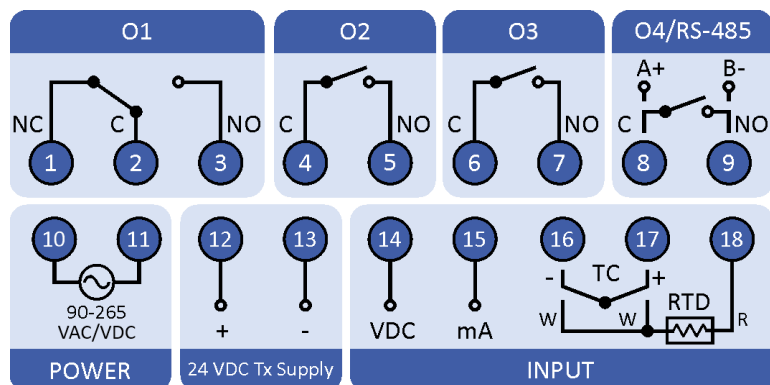 O1
O2
O3
O4/RS-485
A+ B-
NC C NO
C NO
C NO
C NO
1 2 3 4 5 6 7 8 9
10 11 12 13 14 15 16 17 18
- TC +
RTD
W W R
90-265
VAC/VDC
+ -
VDC mA
POWER
24 VDC Tx Supply
INPUT